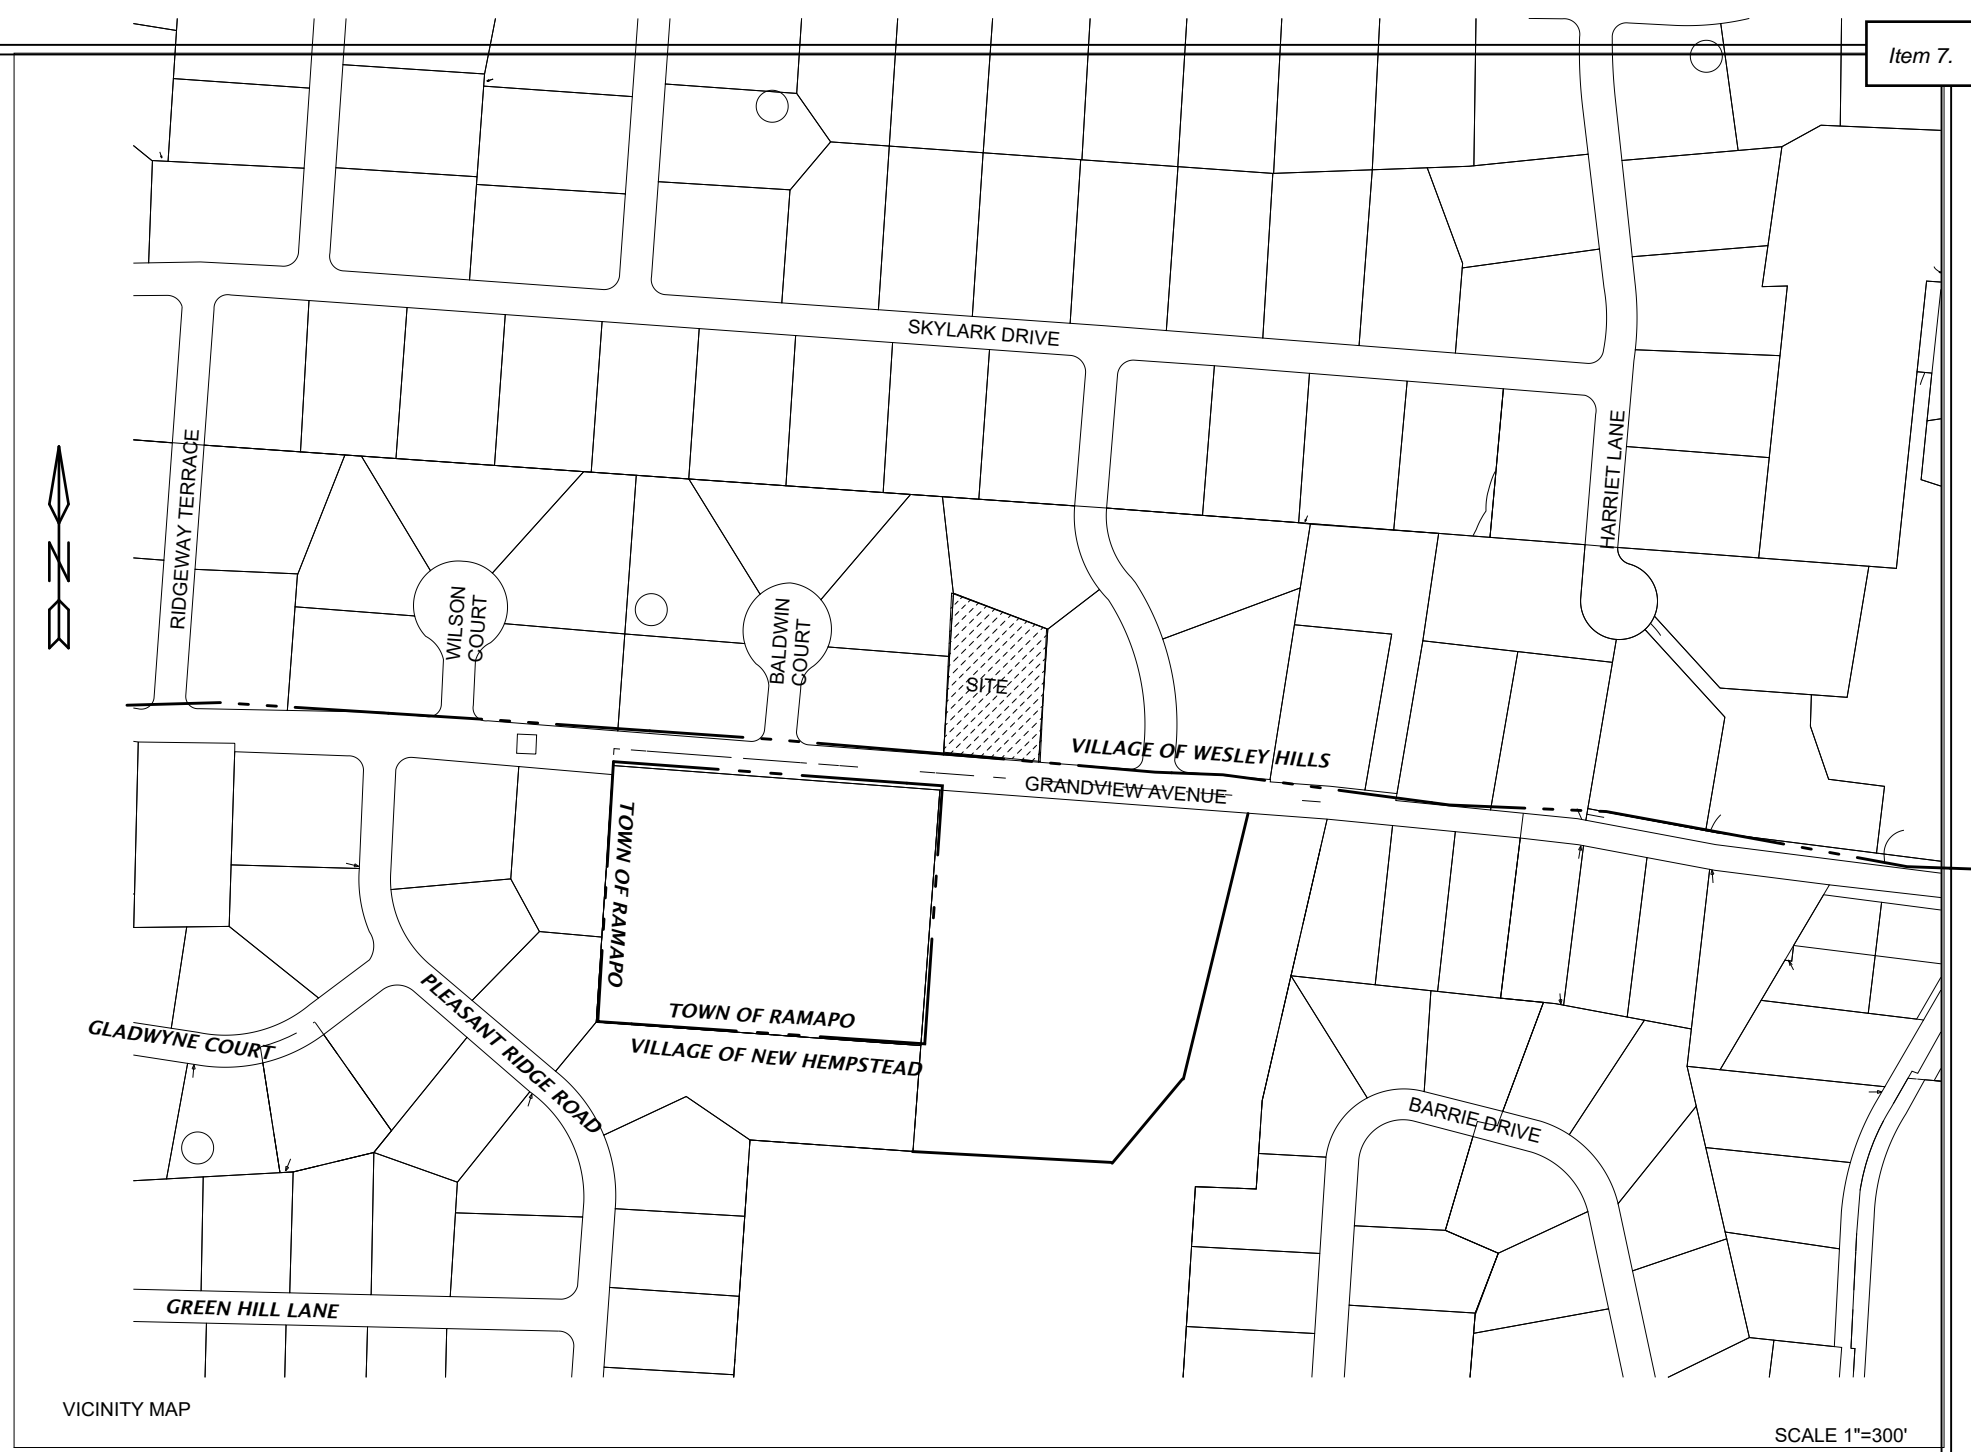 Item 7.
SKYLARK DRIVE
HARRIET LANE
RIDGEWAY TERRACE
N
WILSON
COURT
BALDWIN
COURT
SITE
VILLAGE OF WESLEY HILLS
GRANDVIEW AVENUE
TOWN OF RAMAPO
TOWN OF RAMAPO
VILLAGE OF NEW HEMPSTEAD
PLEASANT RIDGE ROAD
GLADWYNE COURT
BARRIE DRIVE
GREEN HILL LANE
VICINITY MAP
SCALE 1"=300'